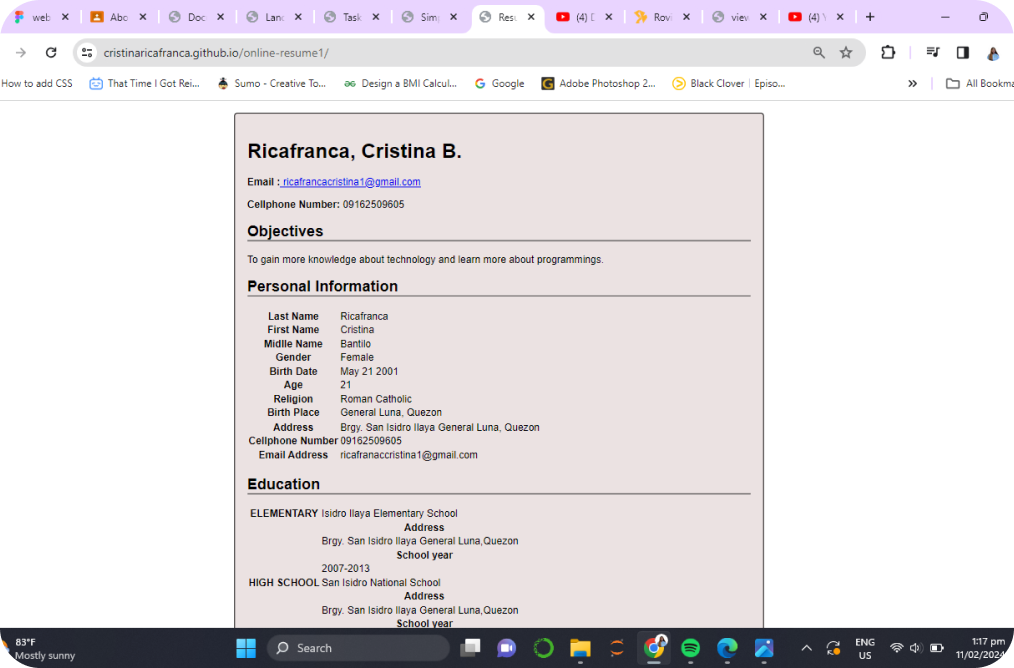 web
Abo
Doc
Lanc
Task
Sim
Resu
(4) D
Rov
view
(4) Y
cristinaricafranca.github.io/online-resume1/
How to add CSS
That Time I Got Rei...
Sumo - Creative To...
Design a BMI Calcul...
Google
Adobe Photoshop 2...
Black Clover | Episo...
»
All Bookma
Ricafranca, Cristina B.
Email : ricafrancacristina1@gmail.com
Cellphone Number: 09162509605
Objectives
To gain more knowledge about technology and learn more about programmings.
Personal Information
Last Name Ricafranca
First Name Cristina
Midlle Name Bantilo
Gender Female
Birth Date May 21 2001
Age 21
Religion Roman Catholic
Birth Place General Luna, Quezon
Address Brgy. San Isidro Ilaya General Luna, Quezon
Cellphone Number 09162509605
Email Address ricafranaccristina1@gmail.com
Education
ELEMENTARY Isidro Ilaya Elementary School
Address
Brgy. San Isidro Ilaya General Luna,Quezon
School year
2007-2013
HIGH SCHOOL San Isidro National School
Address
Brgy. San Isidro Ilaya General Luna,Quezon
School year
83°F
Mostly sunny
Search
ENG
US
1:17 pm
11/02/2024